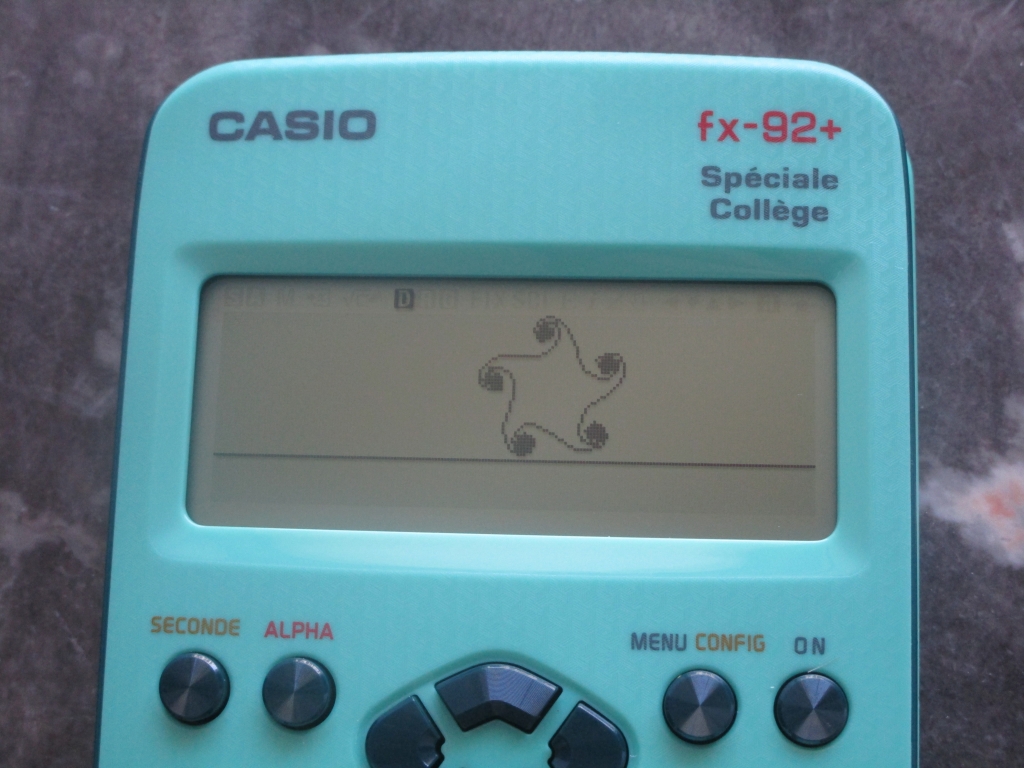 CASIO
fx-92+
Spéciale
Collège
D
SECONDE
ALPHA
MENU CONFIG
ON